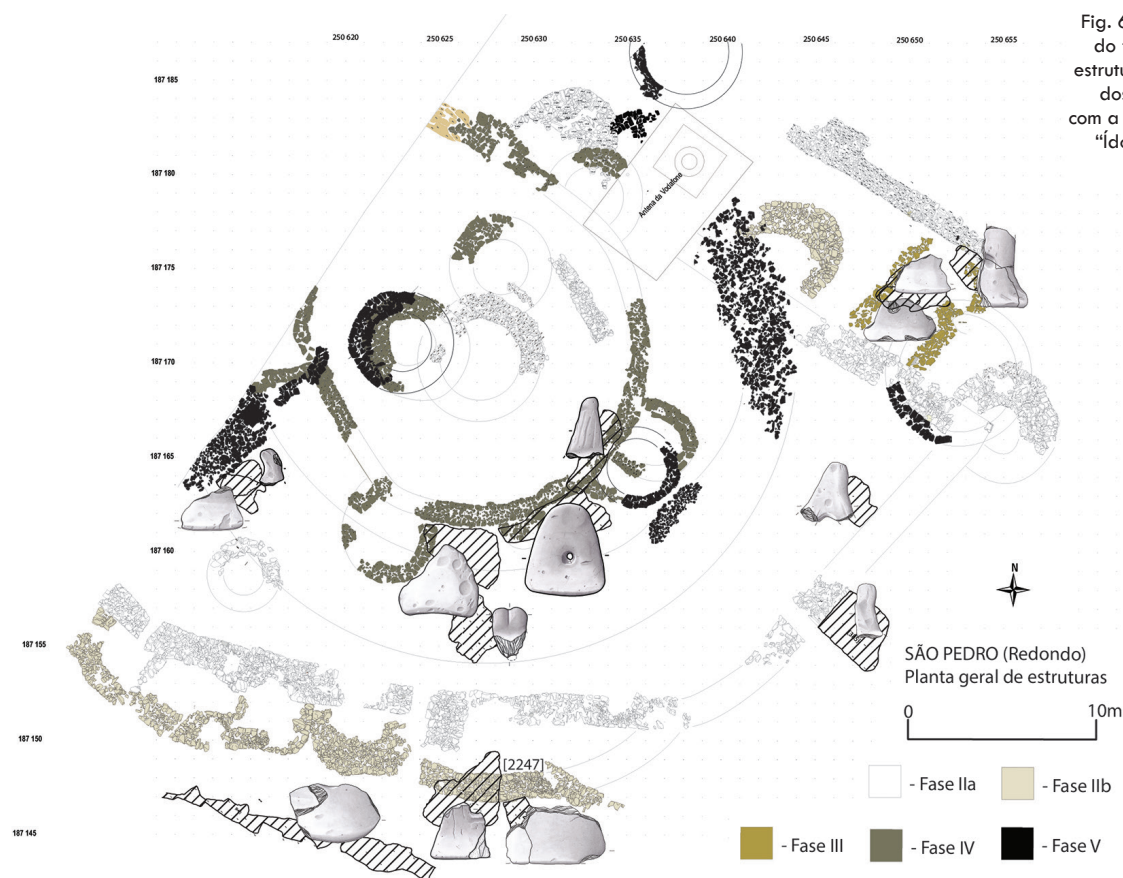 Fig. 6
do
estrutu
dos
com a
"Ído
250 620
250 625
250 630
250 635
250 640
250 645
250 650
250 655
187 185
187 180
187 175
187 170
187 165
187 160
187 155
187 150
187 145
Antena da Vodafone
N
[2247]
SÃO PEDRO (Redondo)
Planta geral de estruturas
0 10m
- Fase IIa
- Fase IIb
- Fase III
- Fase IV
- Fase V